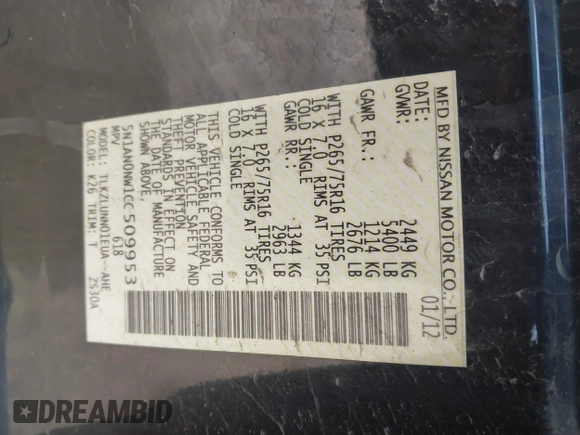 MFD BY NISSAN MOTOR CO., LTD.
DATE: 01/12
GVWR: 2449 KG
5400 LB
GAWR FR.: 1214 KG
2676 LB
WITH P265/75R16 TIRES
16 X 7.0 RIMS AT 35 PSI
COLD SINGLE
GAWR RR.: 1344 KG
2963 LB
WITH P265/75R16 TIRES
16 X 7.0 RIMS AT 35 PSI
COLD SINGLE
THIS VEHICLE CONFORMS TO
ALL APPLICABLE FEDERAL
MOTOR VEHICLE SAFETY AND
THEFT PREVENTION
STANDARDS IN EFFECT ON
THE DATE OF MANUFACTURE
SHOWN ABOVE,
5N1AN0NW1CC509953
MPV 618
MODEL: TLKZLUNN01EUA--AHE
COLOR: K26 TRIM: T ZS30A
DREAMBID